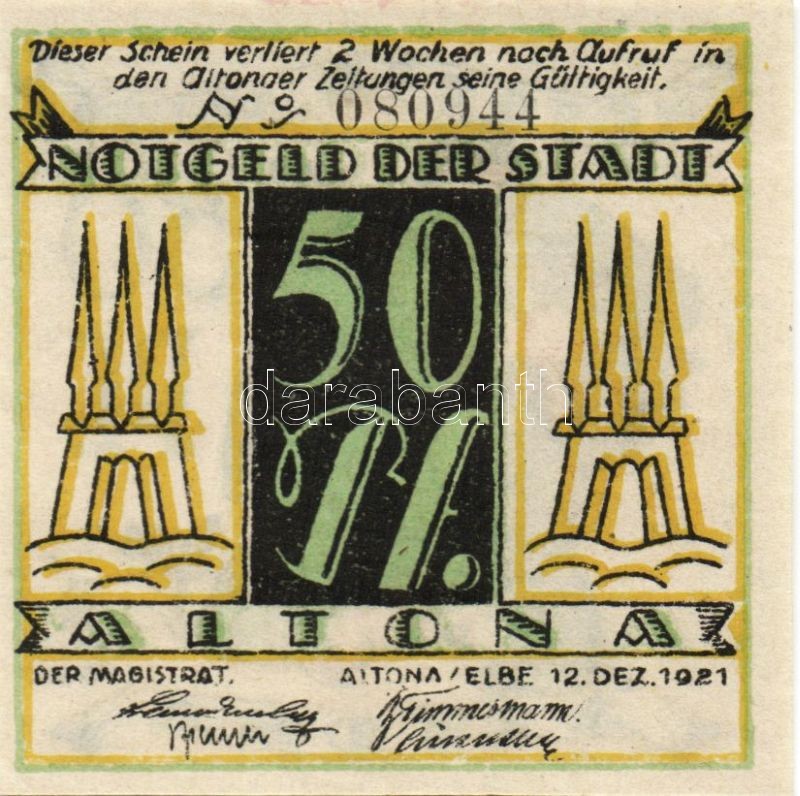 Dieser Schein verliert 2 Wochen nach Aufruf in
den Altonaer Zeitungen seine Gültigkeit.
No 080944
NOTGELD DER STADT
50
Pf.
darabanth
ALTONA
DER MAGISTRAT. ALTONA/ELBE 12. DEZ. 1921